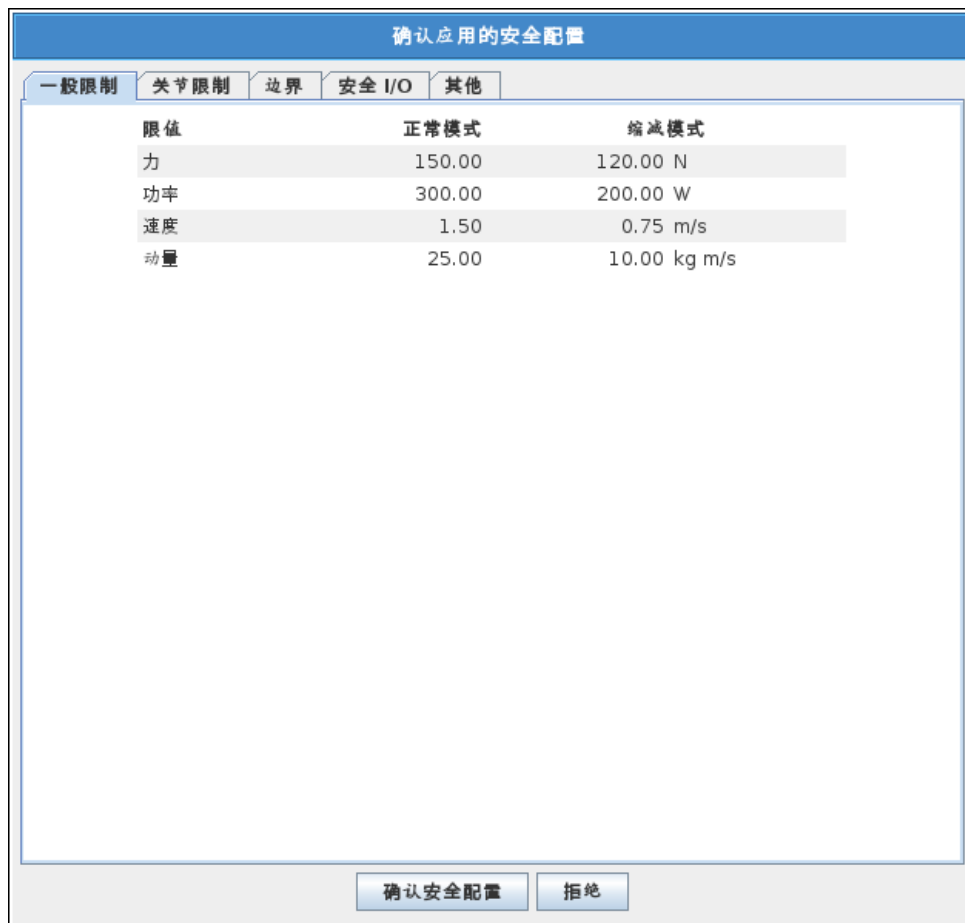 确认应用的安全配置
一般限制 关节限制 边界 安全 I/O 其他
限值 正常模式 缩减模式
力 150.00 120.00 N
功率 300.00 200.00 W
速度 1.50 0.75 m/s
动量 25.00 10.00 kg m/s
确认安全配置 拒绝